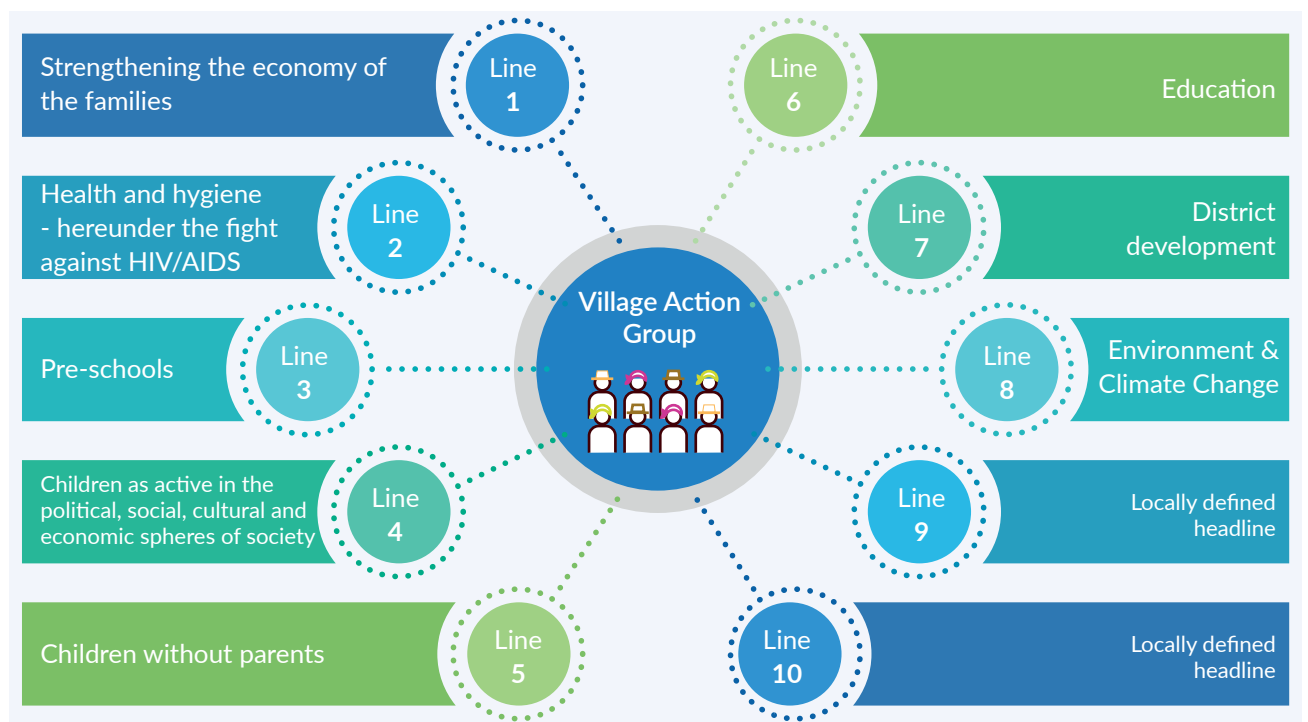 Strengthening the economy of
the families
Line
1
Health and hygiene
- hereunder the fight
against HIV/AIDS
Line
2
Pre-schools
Line
3
Children as active in the
political, social, cultural and
economic spheres of society
Line
4
Children without parents
Line
5
Village Action
Group
Line
6
Education
Line
7
District
development
Line
8
Environment &
Climate Change
Line
9
Locally defined
headline
Line
10
Locally defined
headline